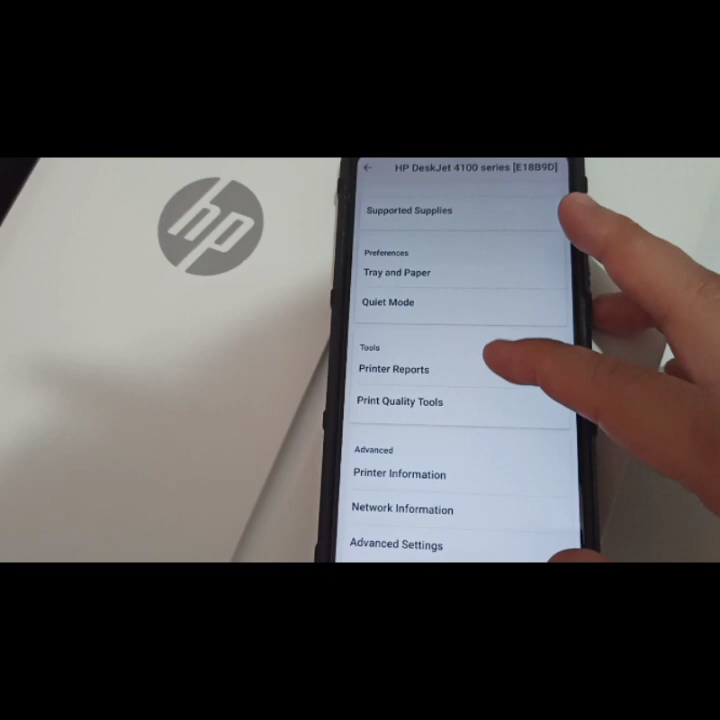 hp
HP DeskJet 4100 series [E18B9D]
Supported Supplies
Preferences
Tray and Paper
Quiet Mode
Tools
Printer Reports
Print Quality Tools
Advanced
Printer Information
Network Information
Advanced Settings